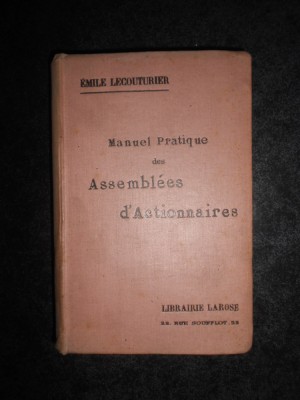 ÉMILE LECOUTURIER
Manuel Pratique
des
Assemblées
d'Actionnaires
LIBRAIRIE LAROSE
22, RUE SOUFFLOT, 22